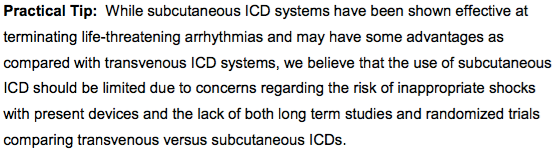 Practical Tip:  While subcutaneous ICD systems have been shown effective at
terminating life-threatening arrhythmias and may have some advantages as
compared with transvenous ICD systems, we believe that the use of subcutaneous
ICD should be limited due to concerns regarding the risk of inappropriate shocks
with present devices and the lack of both long term studies and randomized trials
comparing transvenous versus subcutaneous ICDs.